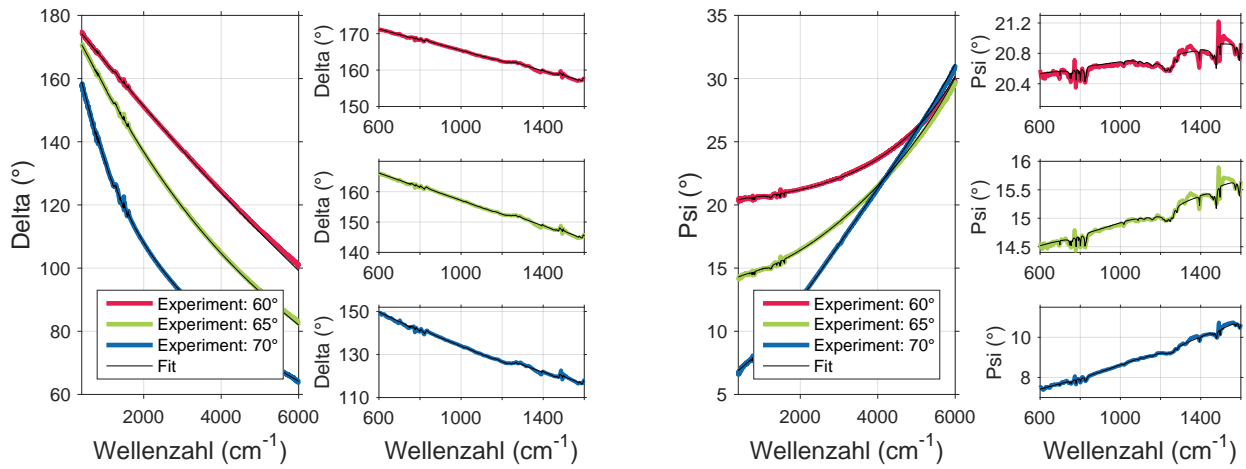 180
160
140
120
100
80
60
2000
4000
6000
Delta (°)
Wellenzahl (cm-1)
Experiment: 60°
Experiment: 65°
Experiment: 70°
Fit
170
160
150
600
1000
1400
Delta (°)
160
150
140
600
1000
1400
Delta (°)
150
130
110
600
1000
1400
Delta (°)
Wellenzahl (cm-1)
35
30
25
20
15
10
5
2000
4000
6000
Psi (°)
Wellenzahl (cm-1)
Experiment: 60°
Experiment: 65°
Experiment: 70°
Fit
21.2
20.8
20.4
600
1000
1400
Psi (°)
16
15.5
15
14.5
600
1000
1400
Psi (°)
10
8
600
1000
1400
Psi (°)
Wellenzahl (cm-1)